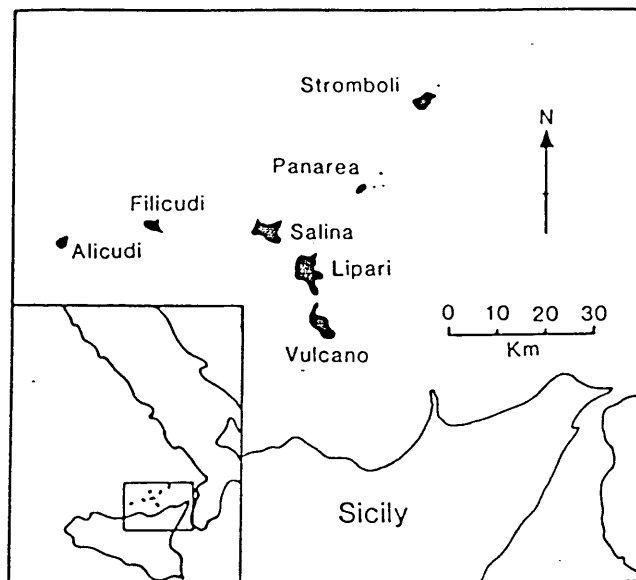 Stromboli
N
Panarea
Filicudi
Salina
Alicudi
Lipari
0 10 20 30
Km
Vulcano
Sicily